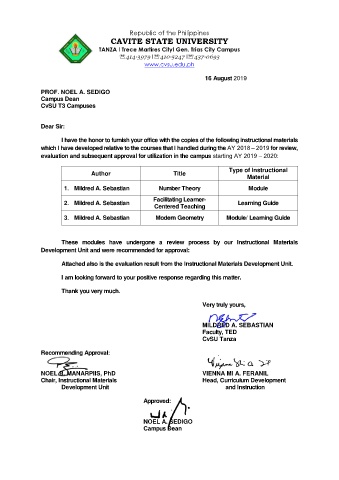 Republic of the Philippines
CAVITE STATE UNIVERSITY
TANZA | Trece Martires City| Gen. Trias City Campus
☎ 414-3979 |☎ 420-3247 |☎ 437-0693
www.cvsu.edu.ph
16 August 2019
PROF. NOEL A. SEDIGO
Campus Dean
CvSU T3 Campuses
Dear Sir:
I have the honor to furnish your office with the copies of the following instructional materials
which I have developed relative to the courses that I handled during the AY 2018 – 2019 for review,
evaluation and subsequent approval for utilization in the campus starting AY 2019 – 2020:
Author Title Type of Instructional Material
1. Mildred A. Sebastian Number Theory Module
2. Mildred A. Sebastian Facilitating Learner-Centered Teaching Learning Guide
3. Mildred A. Sebastian Modern Geometry Module/ Learning Guide
These modules have undergone a review process by our Instructional Materials
Development Unit and were recommended for approval:
Attached also is the evaluation result from the Instructional Materials Development Unit.
I am looking forward to your positive response regarding this matter.
Thank you very much.
Very truly yours,
MILDRED A. SEBASTIAN
Faculty, TED
CvSU Tanza
Recommending Approval:
NOEL MANARPIIS, PhD
Chair, Instructional Materials
Development Unit
VIENNA MI A. FERANIL
Head, Curriculum Development
and Instruction
Approved:
NOEL A. SEDIGO
Campus Dean